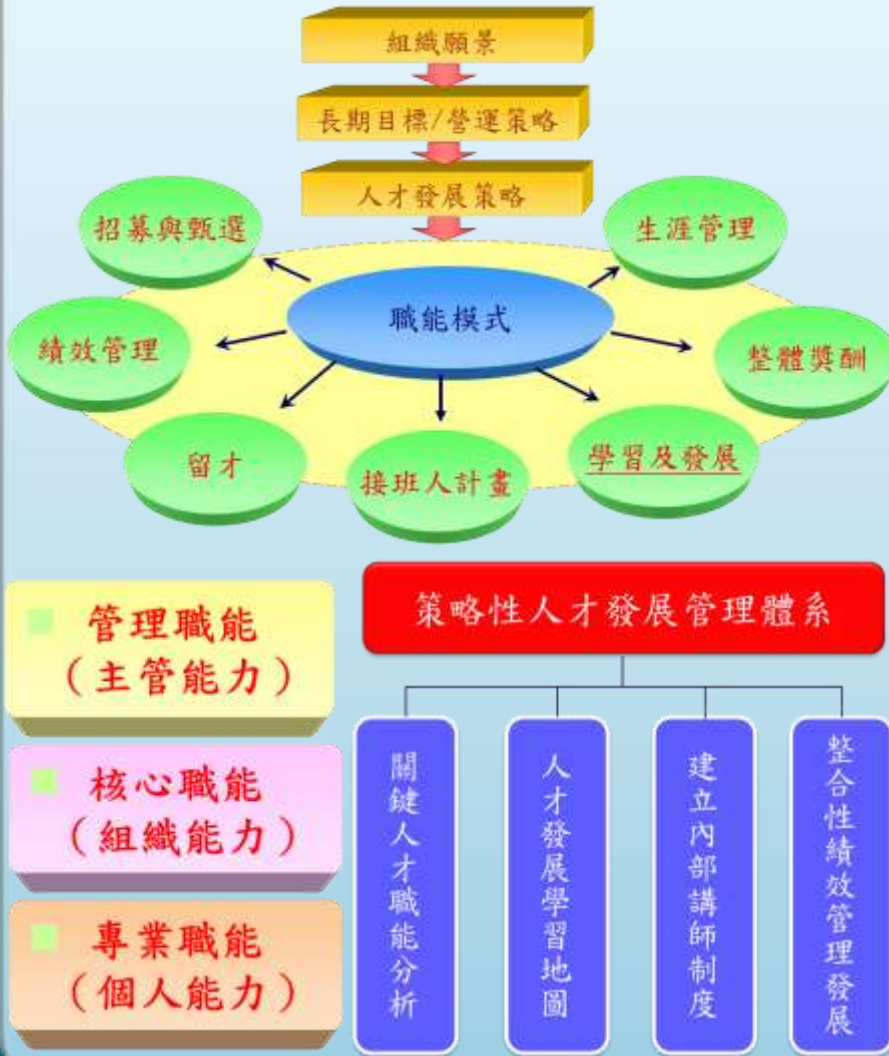 組織願景
長期目標/營運策略
人才發展策略
招募與甄選
生涯管理
職能模式
績效管理
整體獎酬
留才
接班人計畫
學習及發展
管理職能
（主管能力）
核心職能
（組織能力）
專業職能
（個人能力）
策略性人才發展管理體系
關鍵人才職能分析
人才發展學習地圖
建立內部講師制度
整合性績效管理發展